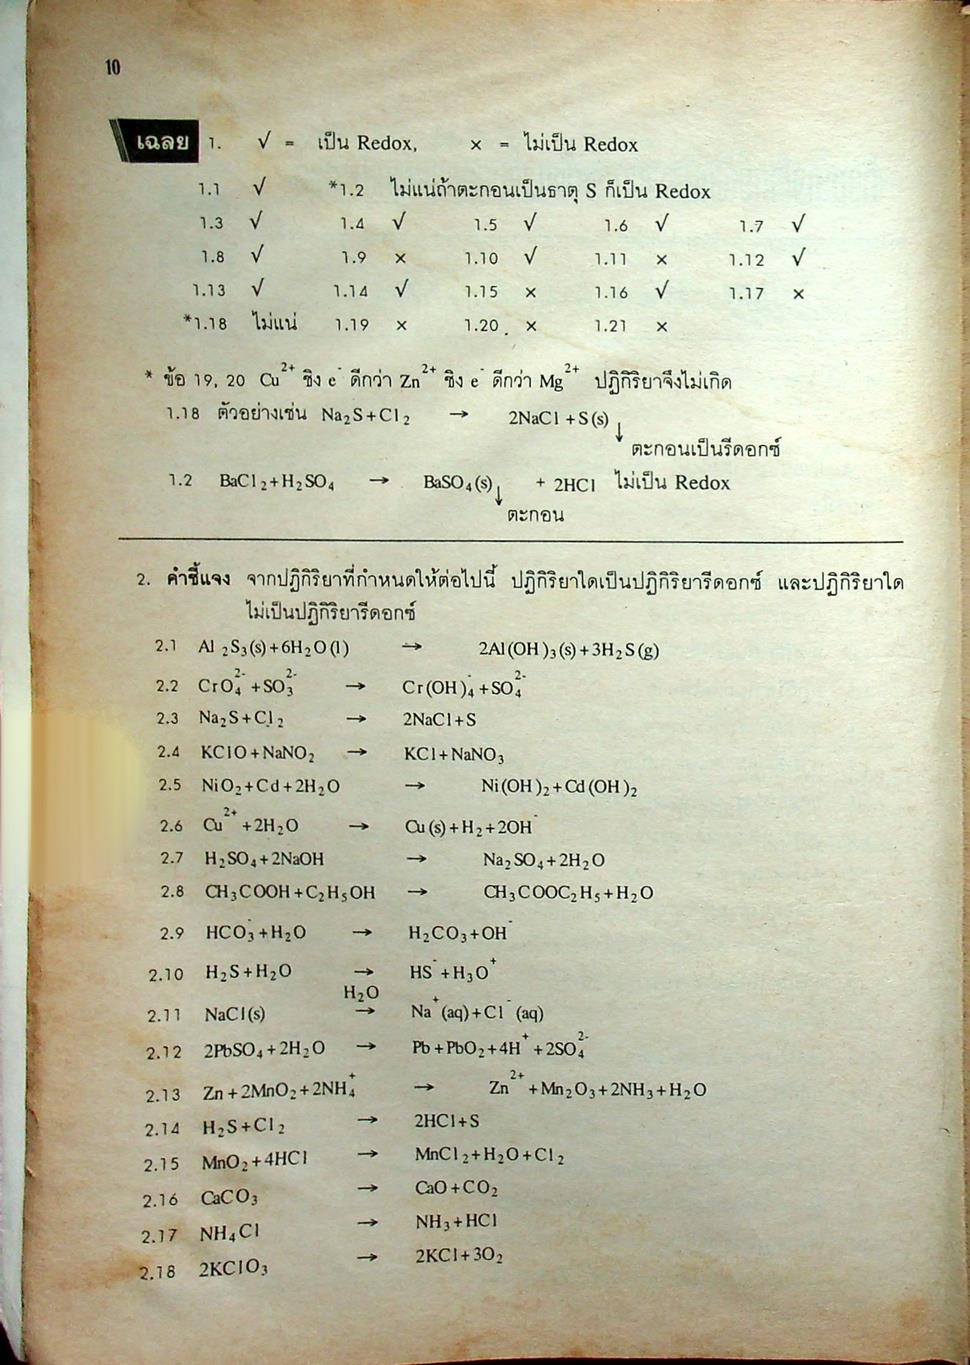 10
เฉลย 1. √ = เป็น Redox, × = ไม่เป็น Redox
1.1 √ *1.2 ไม่แน่ถ้าตะกอนเป็นธาตุ S ก็เป็น Redox
1.3 √ 1.4 √ 1.5 √ 1.6 √ 1.7 √
1.8 √ 1.9 × 1.10 √ 1.11 × 1.12 √
1.13 √ 1.14 √ 1.15 × 1.16 √ 1.17 ×
*1.18 ไม่แน่ 1.19 × 1.20 × 1.21 ×
* ข้อ 19, 20 Cu²⁺ ชิง e⁻ ดีกว่า Zn²⁺ ชิง e⁻ ดีกว่า Mg²⁺ ปฏิกิริยาจึงไม่เกิด
1.18 ตัวอย่างเช่น Na₂S+Cl₂ → 2NaCl+S(s)↓
ตะกอนเป็นรีดอกซ์
1.2 BaCl₂+H₂SO₄ → BaSO₄(s)↓ + 2HCl ไม่เป็น Redox
ตะกอน
2. คำชี้แจง จากปฏิกิริยาที่กำหนดให้ต่อไปนี้ ปฏิกิริยาใดเป็นปฏิกิริยารีดอกซ์ และปฏิกิริยาใด
ไม่เป็นปฏิกิริยารีดอกซ์
2.1 Al₂S₃(s)+6H₂O(l) → 2Al(OH)₃(s)+3H₂S(g)
2.2 CrO₄²⁻+SO₃²⁻ → Cr(OH)₄⁻+SO₄²⁻
2.3 Na₂S+Cl₂ → 2NaCl+S
2.4 KClO+NaNO₂ → KCl+NaNO₃
2.5 NiO₂+Cd+2H₂O → Ni(OH)₂+Cd(OH)₂
2.6 Cu²⁺+2H₂O → Cu(s)+H₂+2OH⁻
2.7 H₂SO₄+2NaOH → Na₂SO₄+2H₂O
2.8 CH₃COOH+C₂H₅OH → CH₃COOC₂H₅+H₂O
2.9 HCO₃⁻+H₂O → H₂CO₃+OH⁻
2.10 H₂S+H₂O → HS⁻+H₃O⁺
H₂O
2.11 NaCl(s) → Na⁺(aq)+Cl⁻(aq)
2.12 2PbSO₄+2H₂O → Pb+PbO₂+4H⁺+2SO₄²⁻
2.13 Zn+2MnO₂+2NH₄⁺ → Zn²⁺+Mn₂O₃+2NH₃+H₂O
2.14 H₂S+Cl₂ → 2HCl+S
2.15 MnO₂+4HCl → MnCl₂+H₂O+Cl₂
2.16 CaCO₃ → CaO+CO₂
2.17 NH₄Cl → NH₃+HCl
2.18 2KClO₃ → 2KCl+3O₂